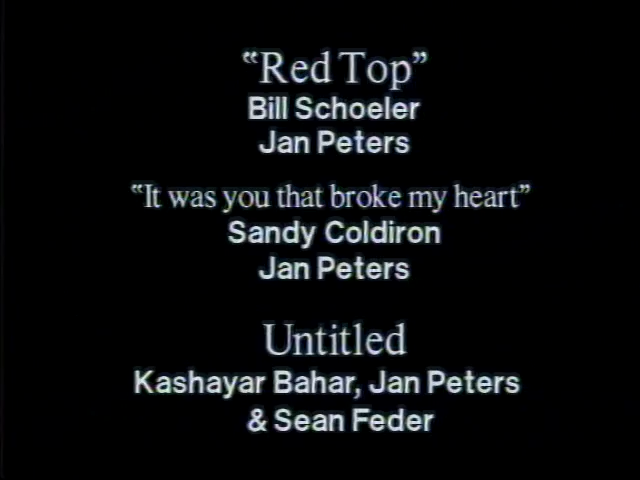 “Red Top”
Bill Schoeler
Jan Peters
“It was you that broke my heart”
Sandy Coldiron
Jan Peters
Untitled
Kashayar Bahar, Jan Peters
& Sean Feder